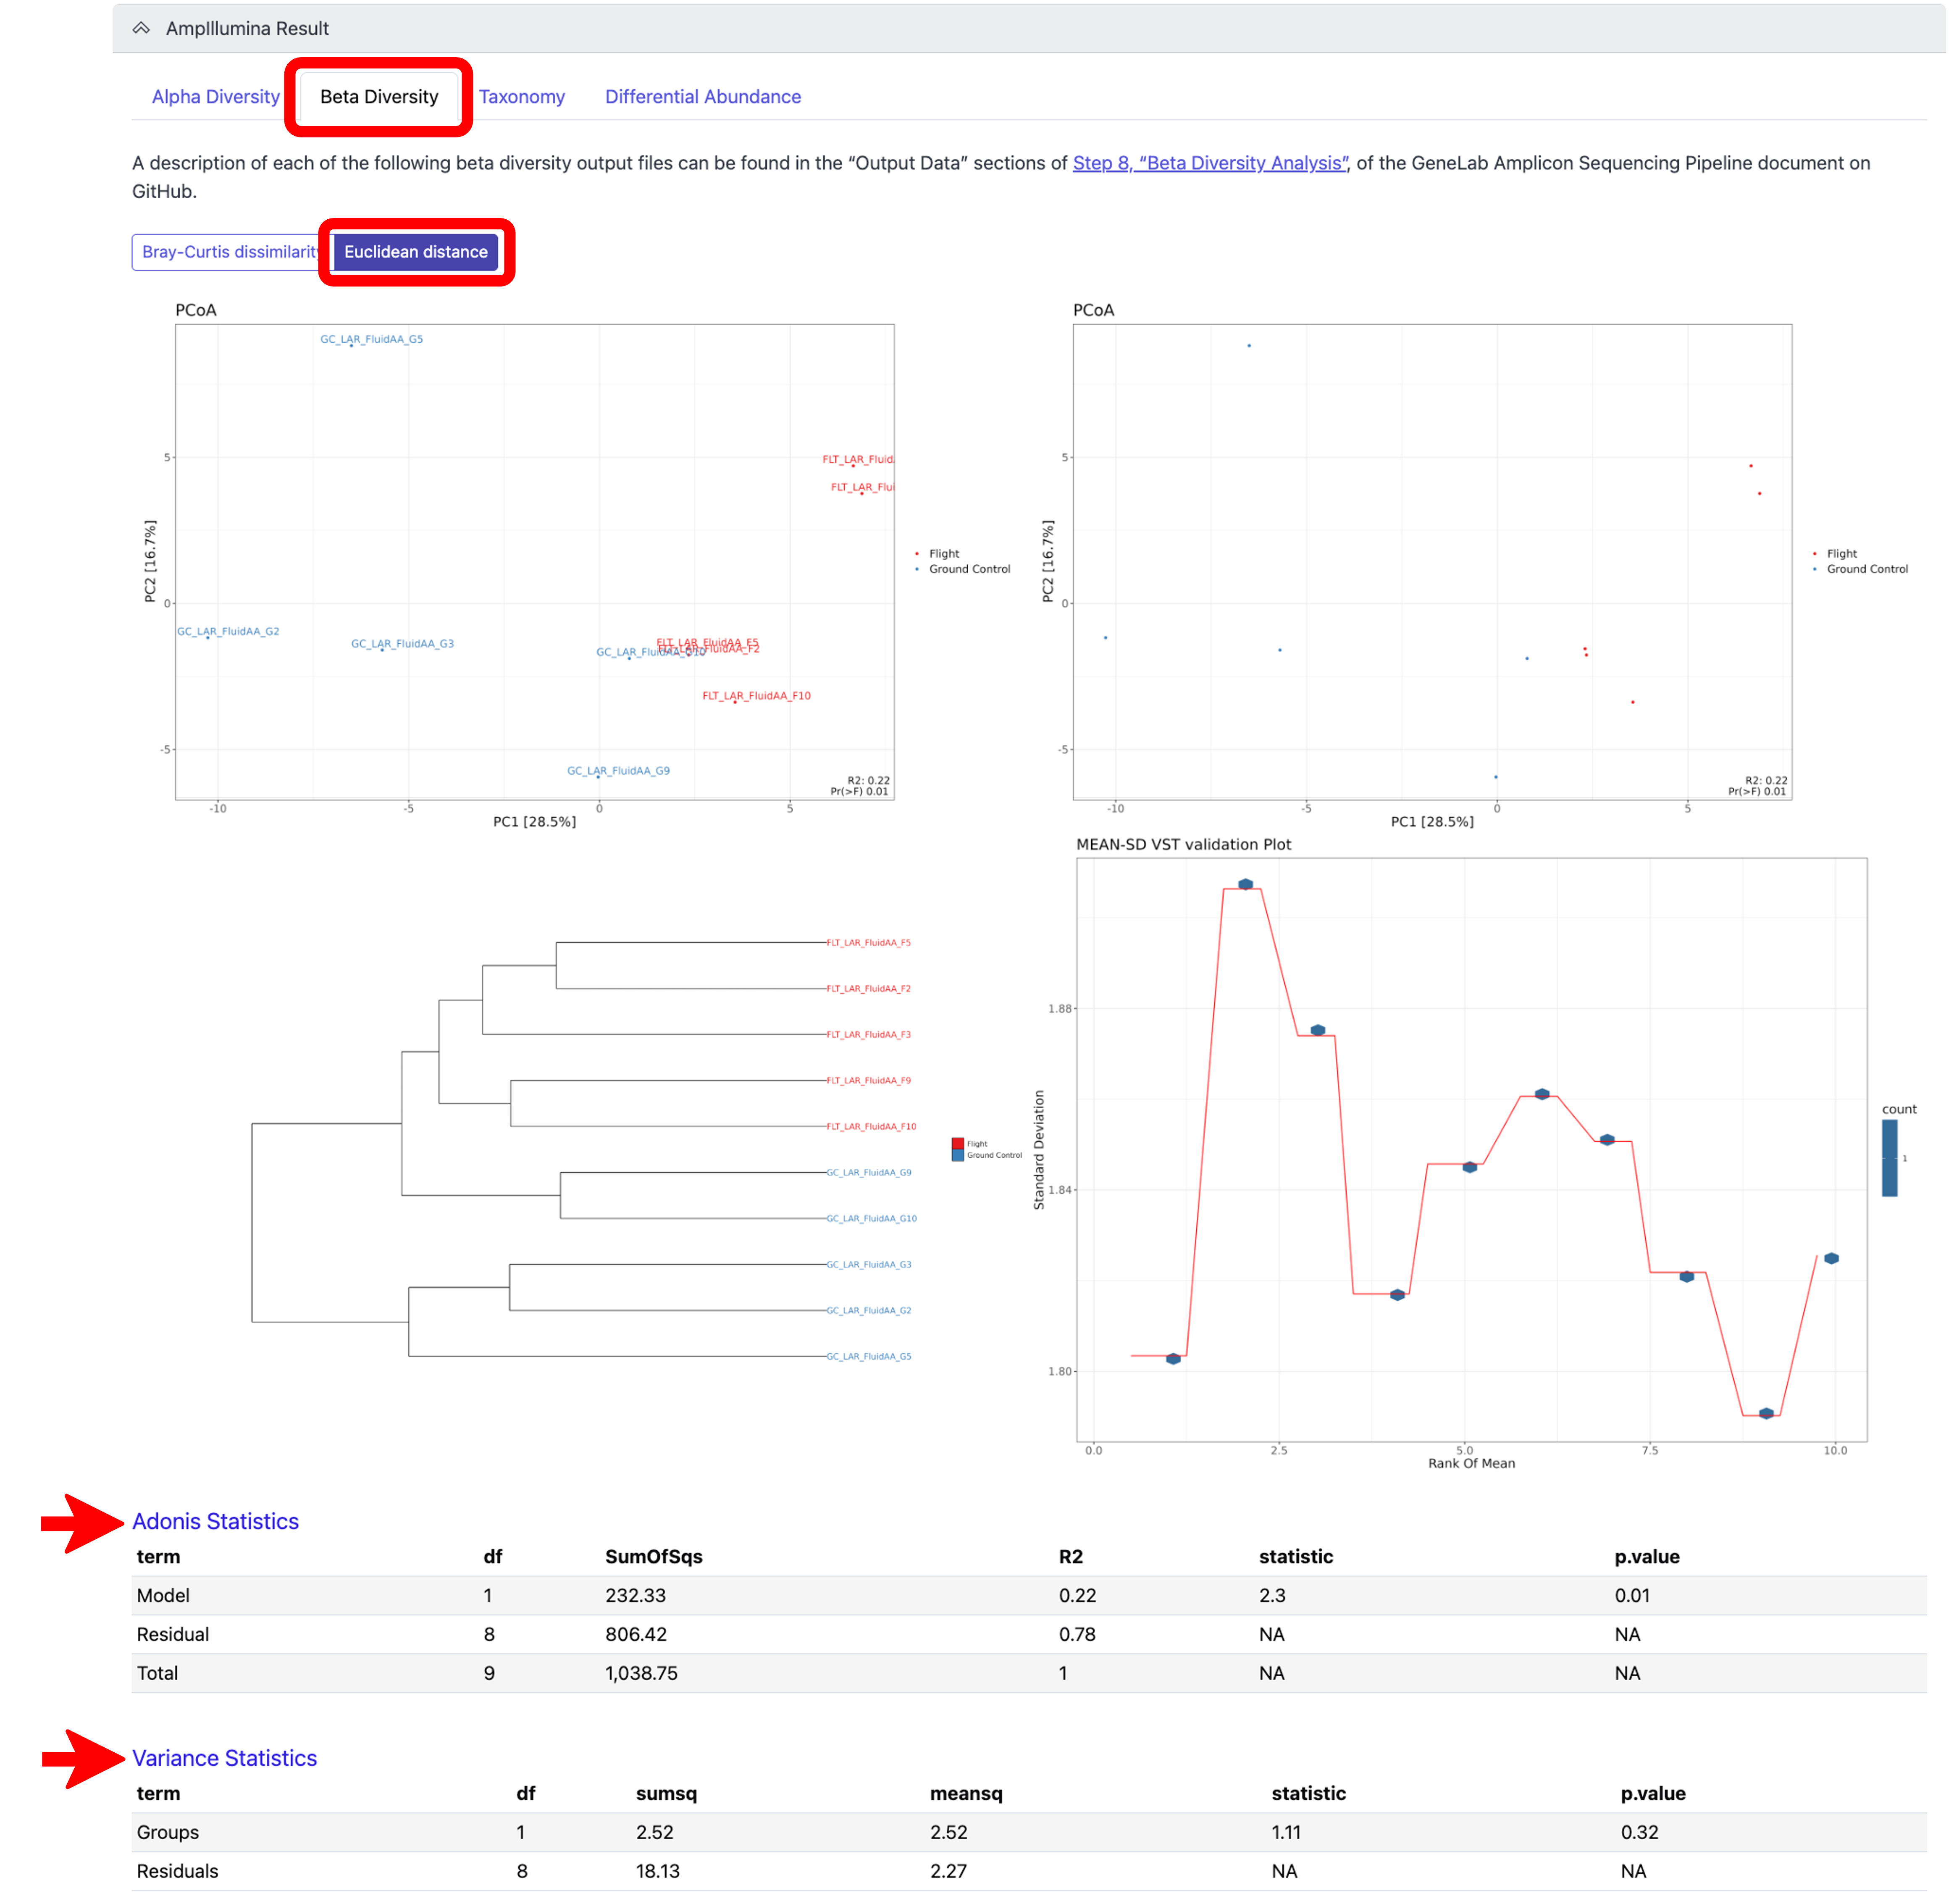 AmpIllumina Result
Alpha Diversity Beta Diversity Taxonomy Differential Abundance
A description of each of the following beta diversity output files can be found in the “Output Data” sections of Step 8, “Beta Diversity Analysis”, of the GeneLab Amplicon Sequencing Pipeline document on
GitHub.
Bray-Curtis dissimilarity Euclidean distance
PCoA
GC_LAR_FluidAA_G5
FLT_LAR_Fluid
FLT_LAR_Flui
5
0
-5
PC2 [16.7%]
GC_LAR_FluidAA_G2
GC_LAR_FluidAA_G3
FLT_LAR_FluidAA_F5
FLT_LAR_FluidAA_F2
GC_LAR_FluidAA_G10
FLT_LAR_FluidAA_F10
GC_LAR_FluidAA_G9
R2: 0.22
Pr(>F) 0.01
-10 -5 0 5
PC1 [28.5%]
Flight
Ground Control
PCoA
5
0
-5
PC2 [16.7%]
R2: 0.22
Pr(>F) 0.01
-10 -5 0 5
PC1 [28.5%]
Flight
Ground Control
FLT_LAR_FluidAA_F5
FLT_LAR_FluidAA_F2
FLT_LAR_FluidAA_F3
FLT_LAR_FluidAA_F9
FLT_LAR_FluidAA_F10
GC_LAR_FluidAA_G9
GC_LAR_FluidAA_G10
GC_LAR_FluidAA_G3
GC_LAR_FluidAA_G2
GC_LAR_FluidAA_G5
Flight
Ground Control
MEAN-SD VST validation Plot
1.88
1.84
1.80
Standard Deviation
0.0 2.5 5.0 7.5 10.0
Rank Of Mean
count
1
Adonis Statistics
term df SumOfSqs R2 statistic p.value
Model 1 232.33 0.22 2.3 0.01
Residual 8 806.42 0.78 NA NA
Total 9 1,038.75 1 NA NA
Variance Statistics
term df sumsq meansq statistic p.value
Groups 1 2.52 2.52 1.11 0.32
Residuals 8 18.13 2.27 NA NA